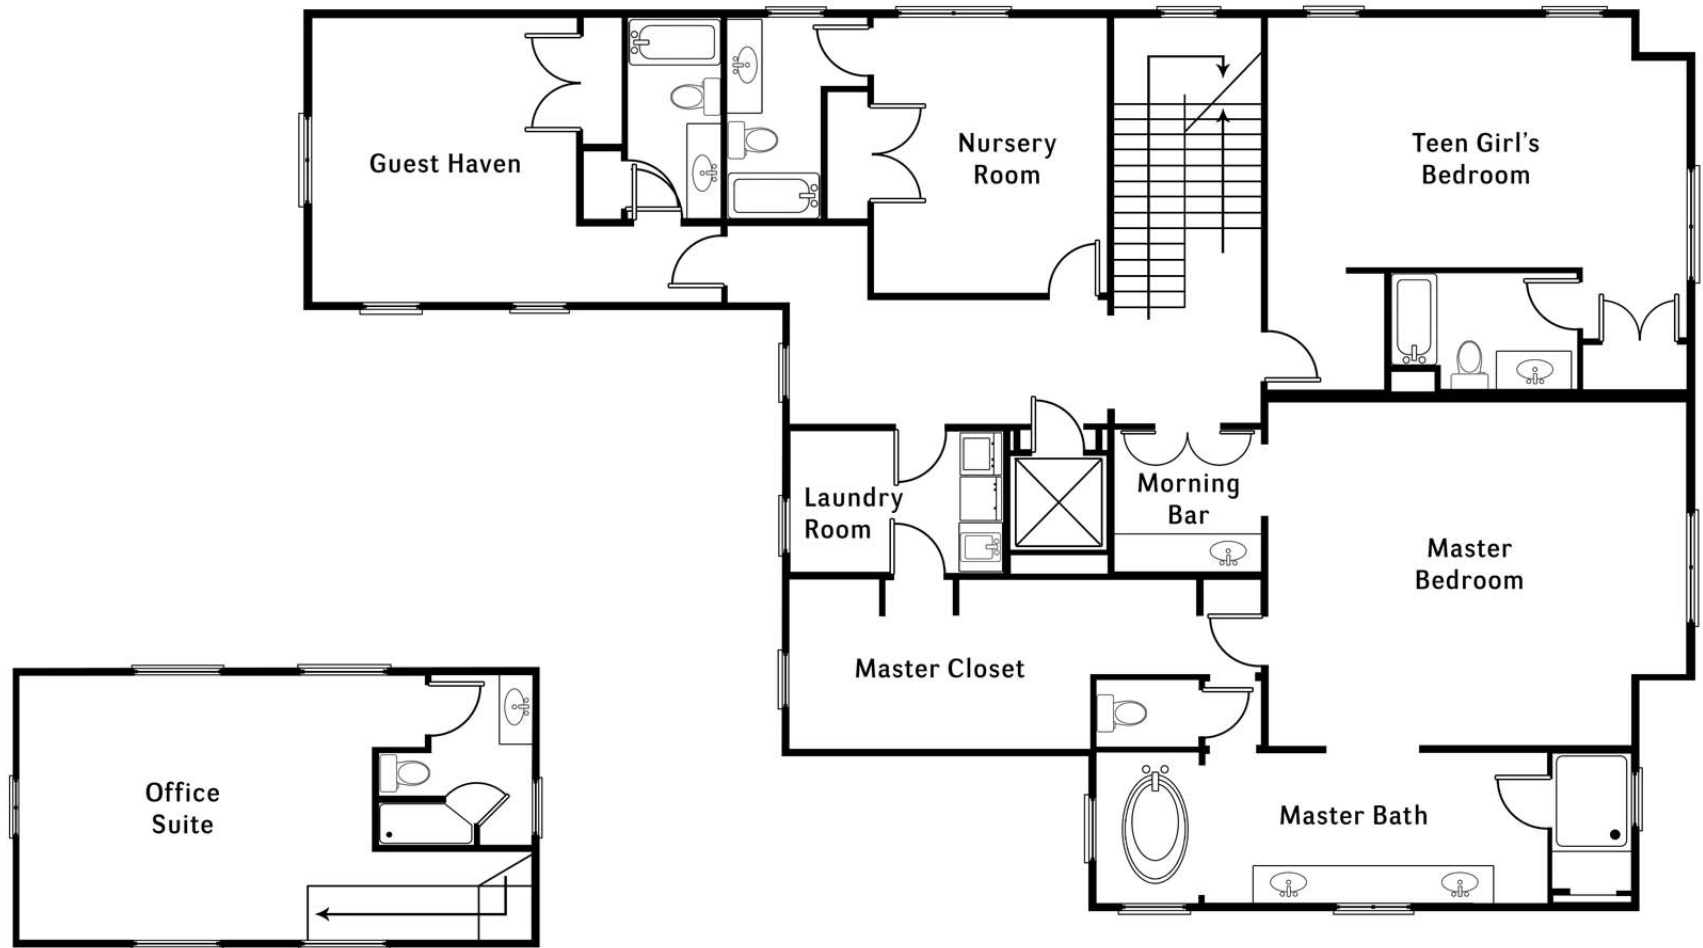 Guest Haven
Nursery
Room
Teen Girl's
Bedroom
Laundry
Room
Morning
Bar
Master
Bedroom
Master Closet
Office
Suite
Master Bath